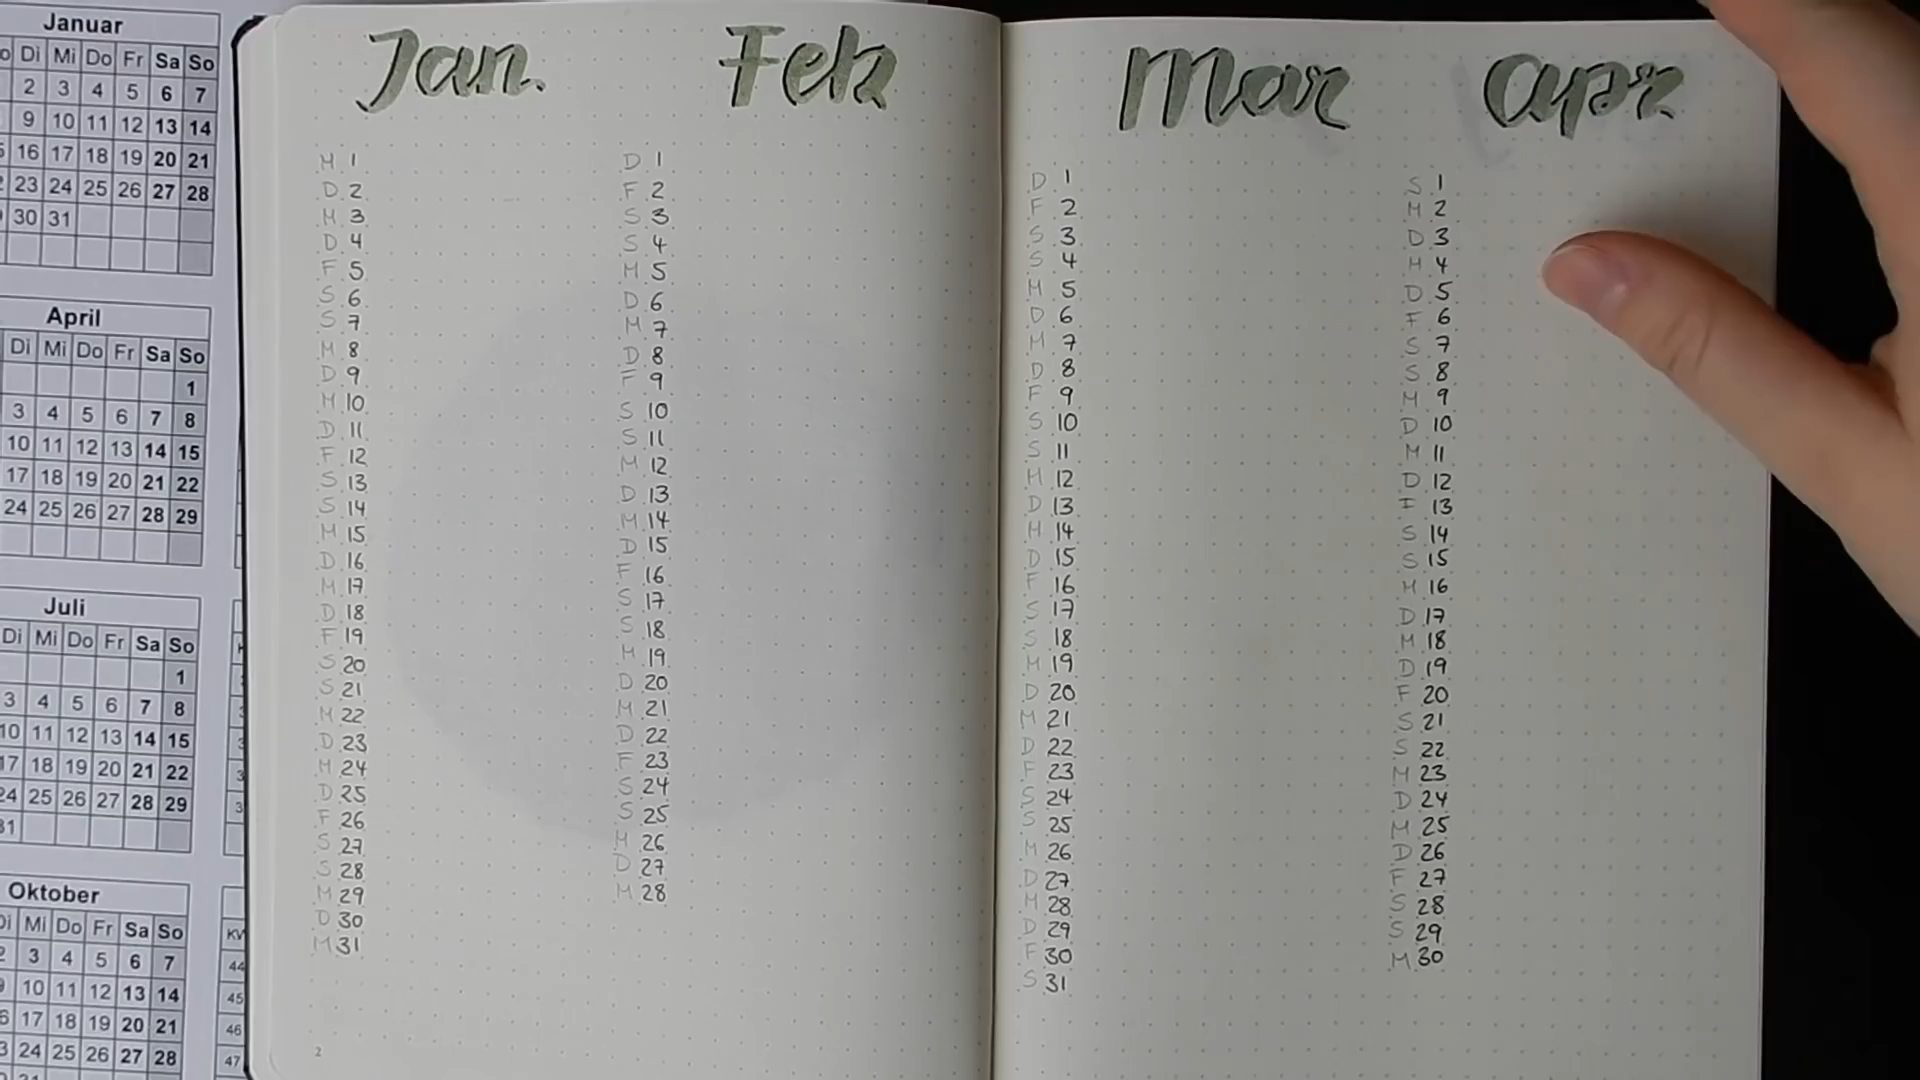 Januar
Di Mi Do Fr Sa So
2 3 4 5 6 7
9 10 11 12 13 14
16 17 18 19 20 21
23 24 25 26 27 28
30 31
April
Di Mi Do Fr Sa So
1
3 4 5 6 7 8
10 11 12 13 14 15
17 18 19 20 21 22
24 25 26 27 28 29
Juli
Di Mi Do Fr Sa So
1
3 4 5 6 7 8
10 11 12 13 14 15
17 18 19 20 21 22
24 25 26 27 28 29
31
Oktober
Di Mi Do Fr Sa So
2 3 4 5 6 7
9 10 11 12 13 14
16 17 18 19 20 21
23 24 25 26 27 28
KW
44
45
46
47
Jan.
M 1
D 2
M 3
D 4
F 5
S 6
S 7
M 8
D 9
M 10
D 11
F 12
S 13
S 14
M 15
D 16
M 17
D 18
F 19
S 20
S 21
M 22
D 23
M 24
D 25
F 26
S 27
S 28
M 29
D 30
M 31
2
Feb
D 1
F 2
S 3
S 4
M 5
D 6
M 7
D 8
F 9
S 10
S 11
M 12
D 13
M 14
D 15
F 16
S 17
S 18
M 19
D 20
M 21
D 22
F 23
S 24
S 25
M 26
D 27
M 28
Mar
D 1
F 2
S 3
S 4
M 5
D 6
M 7
D 8
F 9
S 10
S 11
M 12
D 13
M 14
D 15
F 16
S 17
S 18
M 19
D 20
M 21
D 22
F 23
S 24
S 25
M 26
D 27
M 28
D 29
F 30
S 31
apr
S 1
M 2
D 3
M 4
D 5
F 6
S 7
S 8
M 9
D 10
M 11
D 12
F 13
S 14
S 15
M 16
D 17
M 18
D 19
F 20
S 21
S 22
M 23
D 24
M 25
D 26
F 27
S 28
S 29
M 30